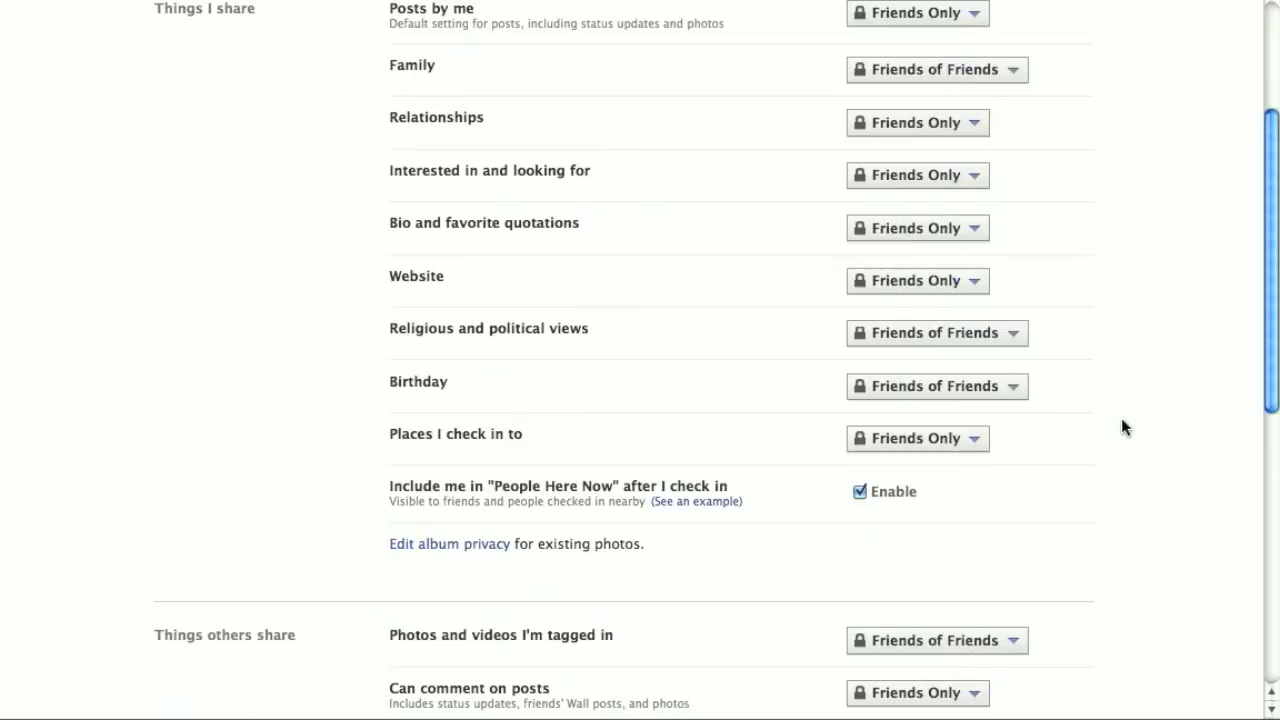 Things I share
Posts by me
Default setting for posts, including status updates and photos
Friends Only
Family
Friends of Friends
Relationships
Friends Only
Interested in and looking for
Friends Only
Bio and favorite quotations
Friends Only
Website
Friends Only
Religious and political views
Friends of Friends
Birthday
Friends of Friends
Places I check in to
Friends Only
Include me in "People Here Now" after I check in
Visible to friends and people checked in nearby (See an example)
Enable
Edit album privacy for existing photos.
Things others share
Photos and videos I'm tagged in
Friends of Friends
Can comment on posts
Includes status updates, friends' Wall posts, and photos
Friends Only